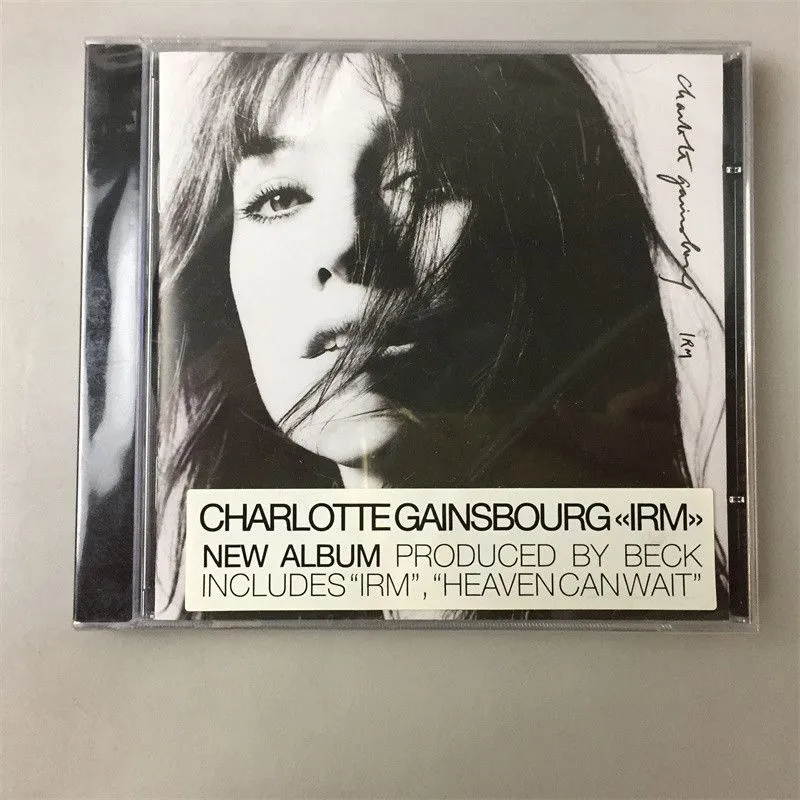 Charlotte gainsbourg IRM
CHARLOTTE GAINSBOURG «IRM»
NEW ALBUM PRODUCED BY BECK
INCLUDES "IRM", "HEAVEN CAN WAIT"